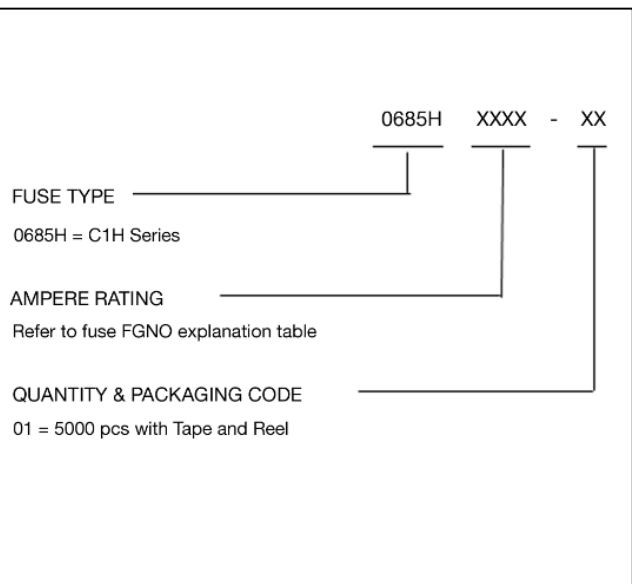 0685H XXXX - XX
FUSE TYPE
0685H = C1H Series
AMPERE RATING
Refer to fuse FGNO explanation table
QUANTITY & PACKAGING CODE
01 = 5000 pcs with Tape and Reel